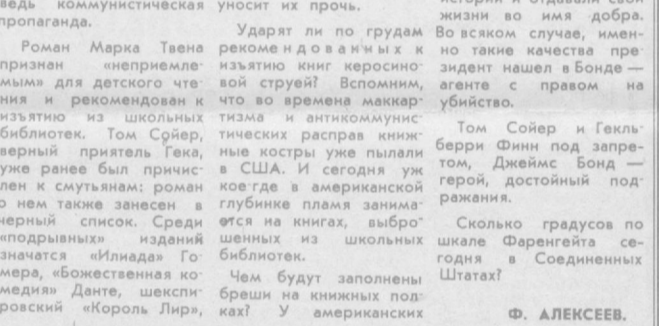 ведь коммунистическая
пропаганда.
Роман Марка Твена
признан «неприемле-
мым» для детского чте-
ния и рекомендован к
изъятию из школьных
библиотек. Том Сойер,
верный приятель Гека,
уже ранее был причис-
лен к смутьянам: роман
о нем также занесен в
черный список. Среди
«подрывных» изданий
значатся «Илиада» Го-
мера, «Божественная ко-
медия» Данте, шекспи-
ровский «Король Лир»,
уносит их прочь.
Ударят ли по грудам
рекомендованных к
изъятию книг керосино-
вой струей? Вспомним,
что во времена маккар-
тизма и антикоммунис-
тических расправ книж-
ные костры уже пылали
в США. И сегодня уж
кое-где в американской
глубинке пламя занима-
ется на книгах, выбро-
шенных из школьных
библиотек.
Чем будут заполнены
бреши на книжных пол-
ках? У американских
истории и отдавали свои
жизни во имя добра.
Во всяком случае, имен-
но такие качества пре-
зидент нашел в Бонде —
агенте с правом на
убийство.
Том Сойер и Гекль-
берри Финн под запре-
том, Джеймс Бонд —
герой, достойный под-
ражания.
Сколько градусов по
шкале Фаренгейта се-
годня в Соединенных
Штатах?
Ф. АЛЕКСЕЕВ.